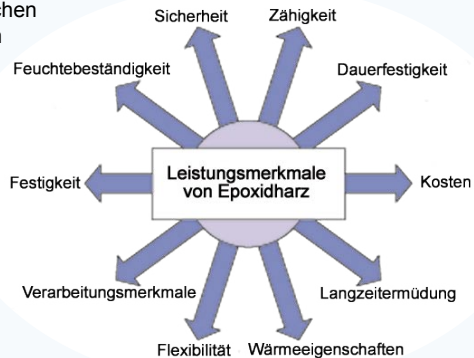 Sicherheit
Zähigkeit
Feuchtebeständigkeit
Dauerfestigkeit
Festigkeit
Leistungsmerkmale
von Epoxidharz
Kosten
Verarbeitungsmerkmale
Langzeitermüdung
Flexibilität
Wärmeeigenschaften